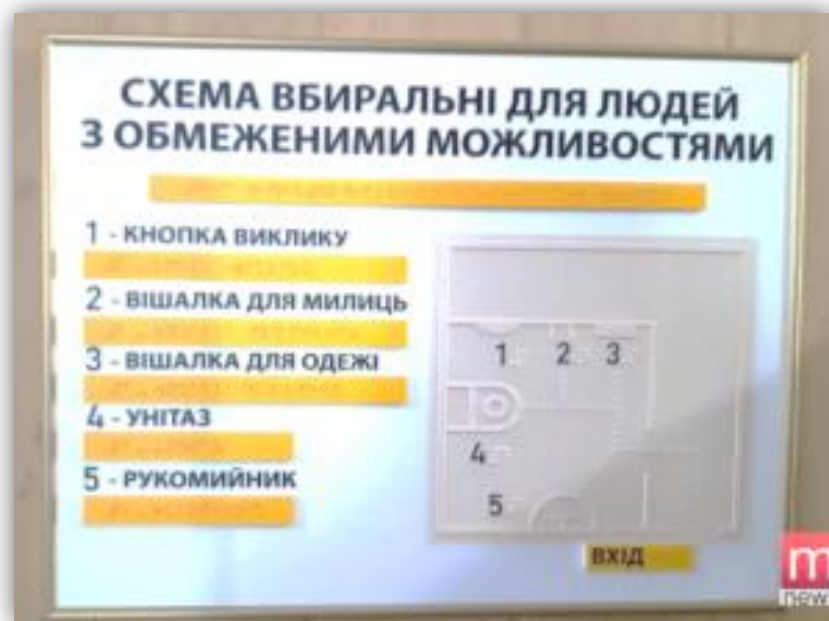 СХЕМА ВБИРАЛЬНІ ДЛЯ ЛЮДЕЙ
З ОБМЕЖЕНИМИ МОЖЛИВОСТЯМИ
1 - КНОПКА ВИКЛИКУ
2 - ВІШАЛКА ДЛЯ МИЛИЦЬ
3 - ВІШАЛКА ДЛЯ ОДЕЖІ
4 - УНІТАЗ
5 - РУКОМИЙНИК
1 2 3
4
5
ВХІД
m
new